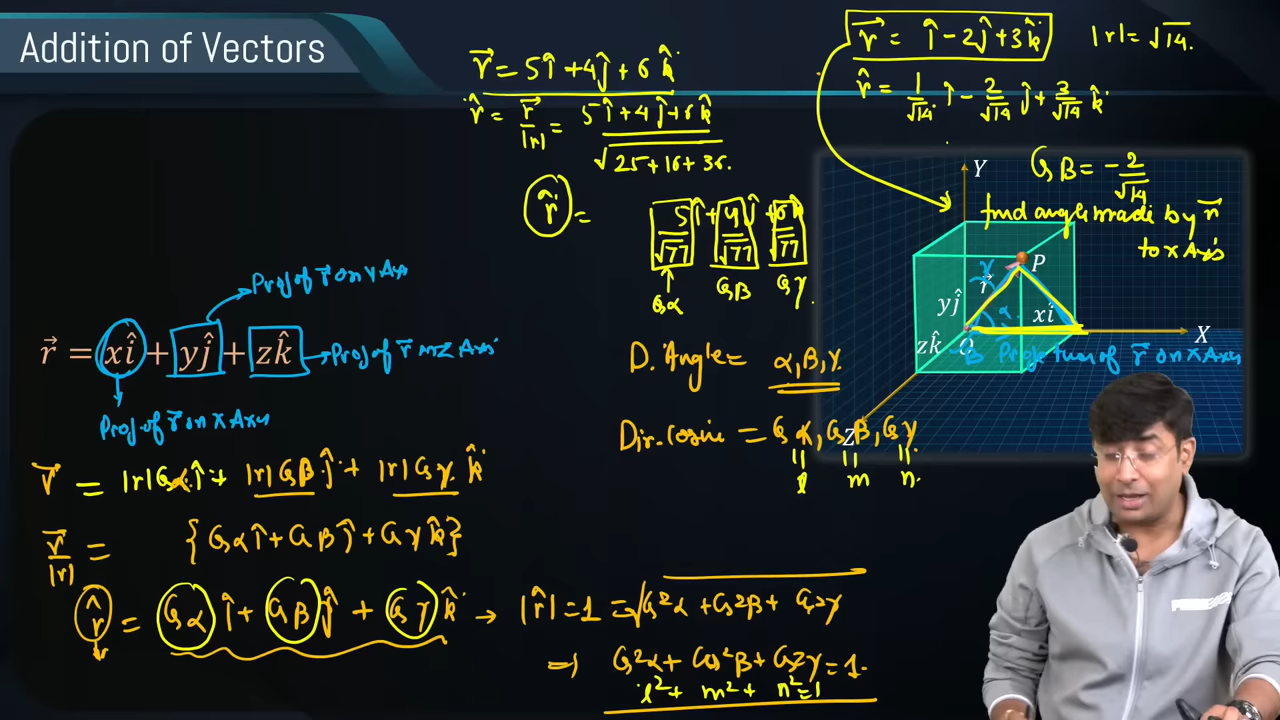 Addition of Vectors
r⃗ = 5î + 4ĵ + 6k̂
r̂ = r⃗/|r| = (5î + 4ĵ + 6k̂)/√(25+16+36)
r̂ = 5/√77 î + 4/√77 ĵ + 6k̂/√77
Cosα Cosβ Cosγ
r⃗ = î − 2ĵ + 3k̂ |r| = √14
r̂ = 1/√14 î − 2/√14 ĵ + 3/√14 k̂
Cosβ = −2/√14
find angle made by r⃗
to x Axis
Y
P
γ
r⃗
yĵ
α
xî
X
zk̂
O
β
Projection of r⃗ on x Axis
Z
Proj of r⃗ on Y Axis
r⃗ = xî + yĵ + zk̂
Proj of r⃗ on Z Axis
Proj of r⃗ on X Axis
D. Angle = α, β, γ
Dir. Cosine = Cosα, Cosβ, Cosγ
l m n
r⃗ = |r|Cosα î + |r|Cosβ ĵ + |r|Cosγ k̂
r⃗/|r| = {Cosα î + Cosβ ĵ + Cosγ k̂}
r̂ = Cosα î + Cosβ ĵ + Cosγ k̂ → |r̂| = 1 = √(Cos²α + Cos²β + Cos²γ)
⇒ Cos²α + Cos²β + Cos²γ = 1.
l² + m² + n² = 1